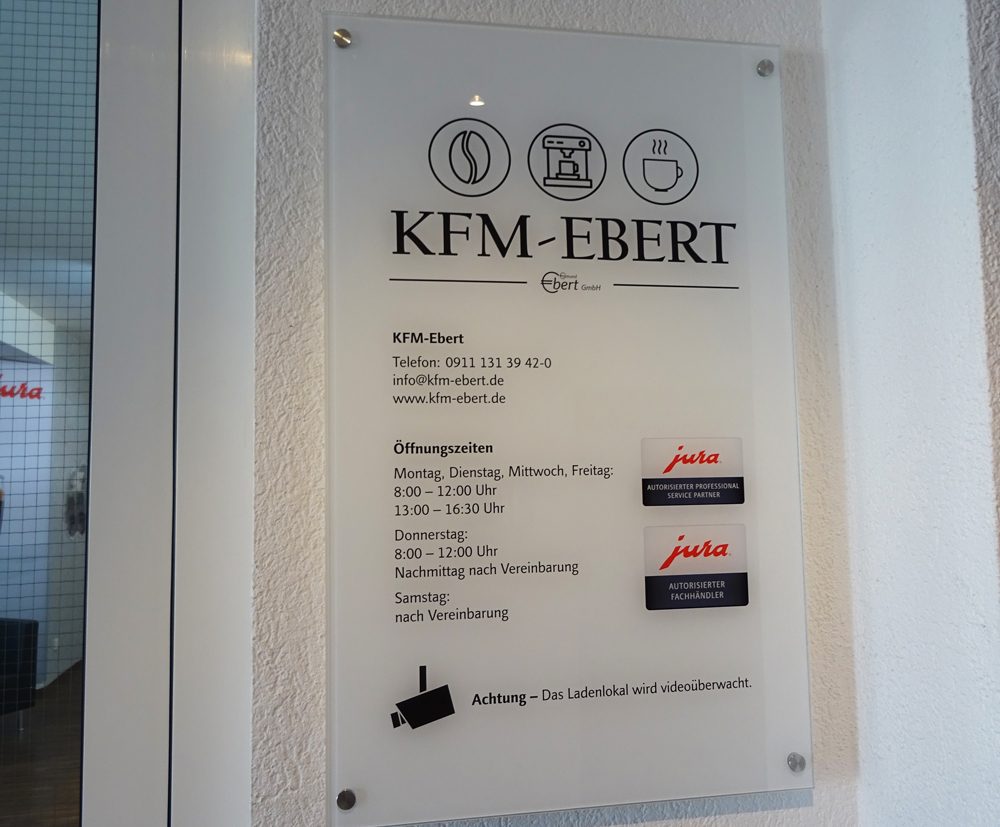 KFM-EBERT
Edmund
Ebert GmbH
KFM-Ebert
Telefon: 0911 131 39 42-0
info@kfm-ebert.de
www.kfm-ebert.de
Öffnungszeiten
Montag, Dienstag, Mittwoch, Freitag:
8:00 – 12:00 Uhr
13:00 – 16:30 Uhr
Donnerstag:
8:00 – 12:00 Uhr
Nachmittag nach Vereinbarung
Samstag:
nach Vereinbarung
jura
AUTORISIERTER PROFESSIONAL
SERVICE PARTNER
jura
AUTORISIERTER
FACHHÄNDLER
Achtung – Das Ladenlokal wird videoüberwacht.
jura